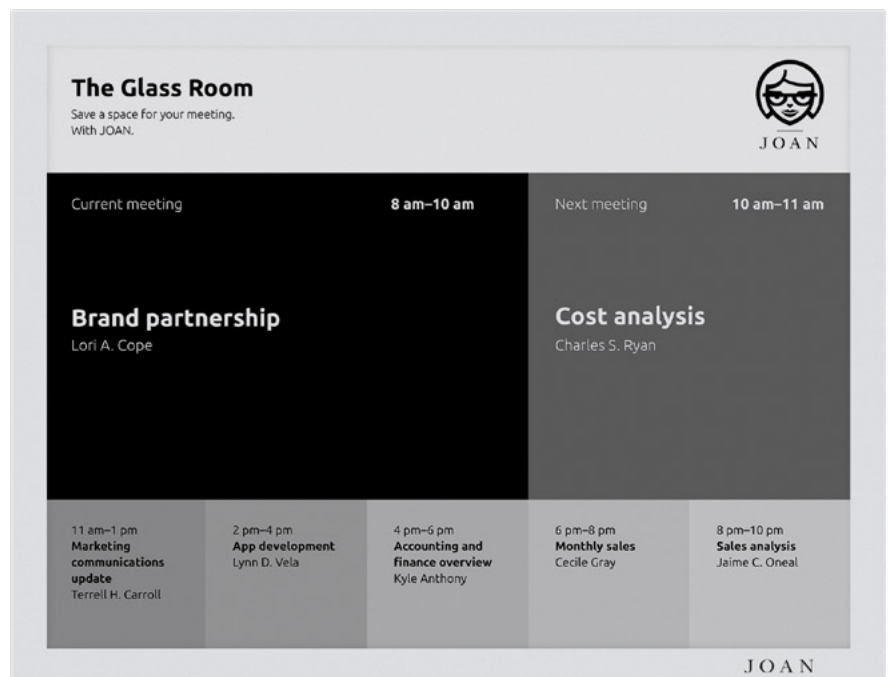 The Glass Room
Save a space for your meeting.
With JOAN.
JOAN
Current meeting 8 am–10 am
Brand partnership
Lori A. Cope
Next meeting 10 am–11 am
Cost analysis
Charles S. Ryan
11 am–1 pm
Marketing
communications
update
Terrell H. Carroll
2 pm–4 pm
App development
Lynn D. Vela
4 pm–6 pm
Accounting and
finance overview
Kyle Anthony
6 pm–8 pm
Monthly sales
Cecile Gray
8 pm–10 pm
Sales analysis
Jaime C. Oneal
JOAN